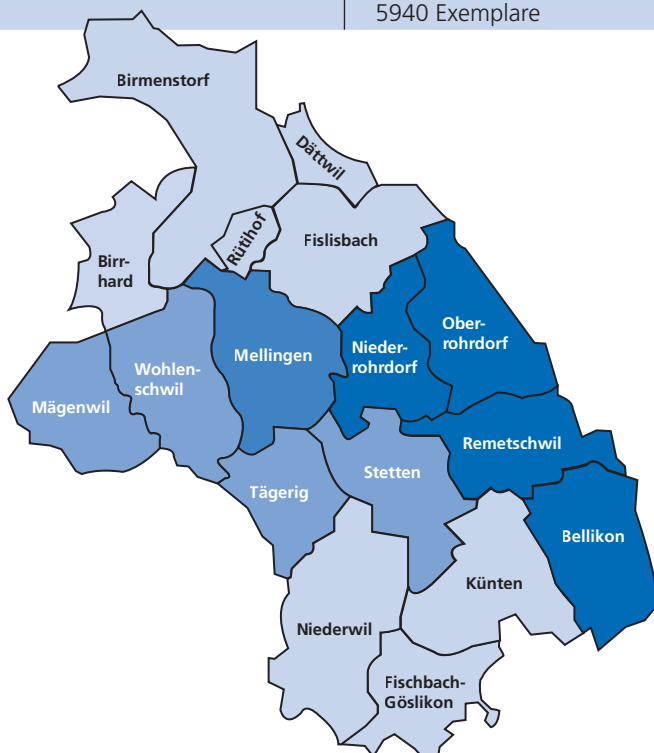 5940 Exemplare
Birmenstorf
Dättwil
Rütihof
Fislisbach
Birr-
hard
Ober-
rohrdorf
Nieder-
rohrdorf
Mellingen
Wohlen-
schwil
Mägenwil
Remetschwil
Stetten
Tägerig
Bellikon
Künten
Niederwil
Fischbach-
Göslikon